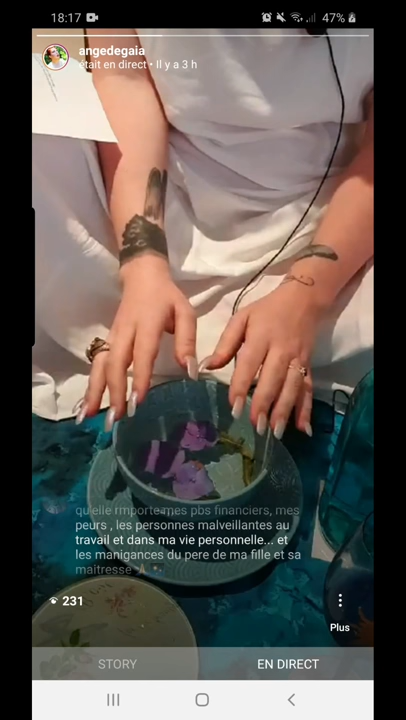 18:17
47%
angedegaia
était en direct • Il y a 3 h
qu'elle rmporte mes pbs financiers, mes
peurs , les personnes malveillantes au
travail et dans ma vie personnelle... et
les manigances du pere de ma fille et sa
maitresse
231
Plus
STORY
EN DIRECT